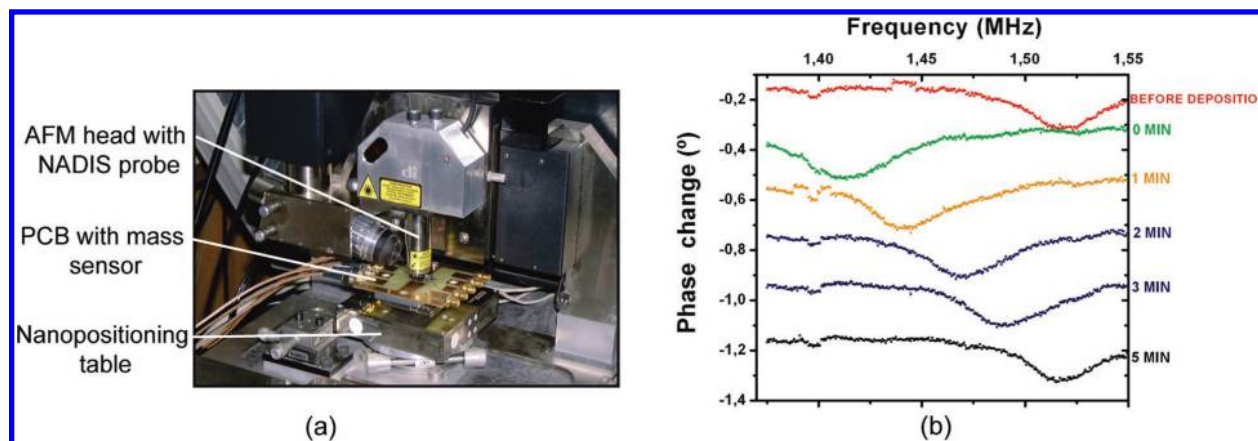 AFM head with
NADIS probe
PCB with mass
sensor
Nanopositioning
table
(a)
Frequency (MHz)
1,40 1,45 1,50 1,55
Phase change (º)
-0,2
-0,4
-0,6
-0,8
-1,0
-1,2
-1,4
BEFORE DEPOSITIO
0 MIN
1 MIN
2 MIN
3 MIN
5 MIN
(b)